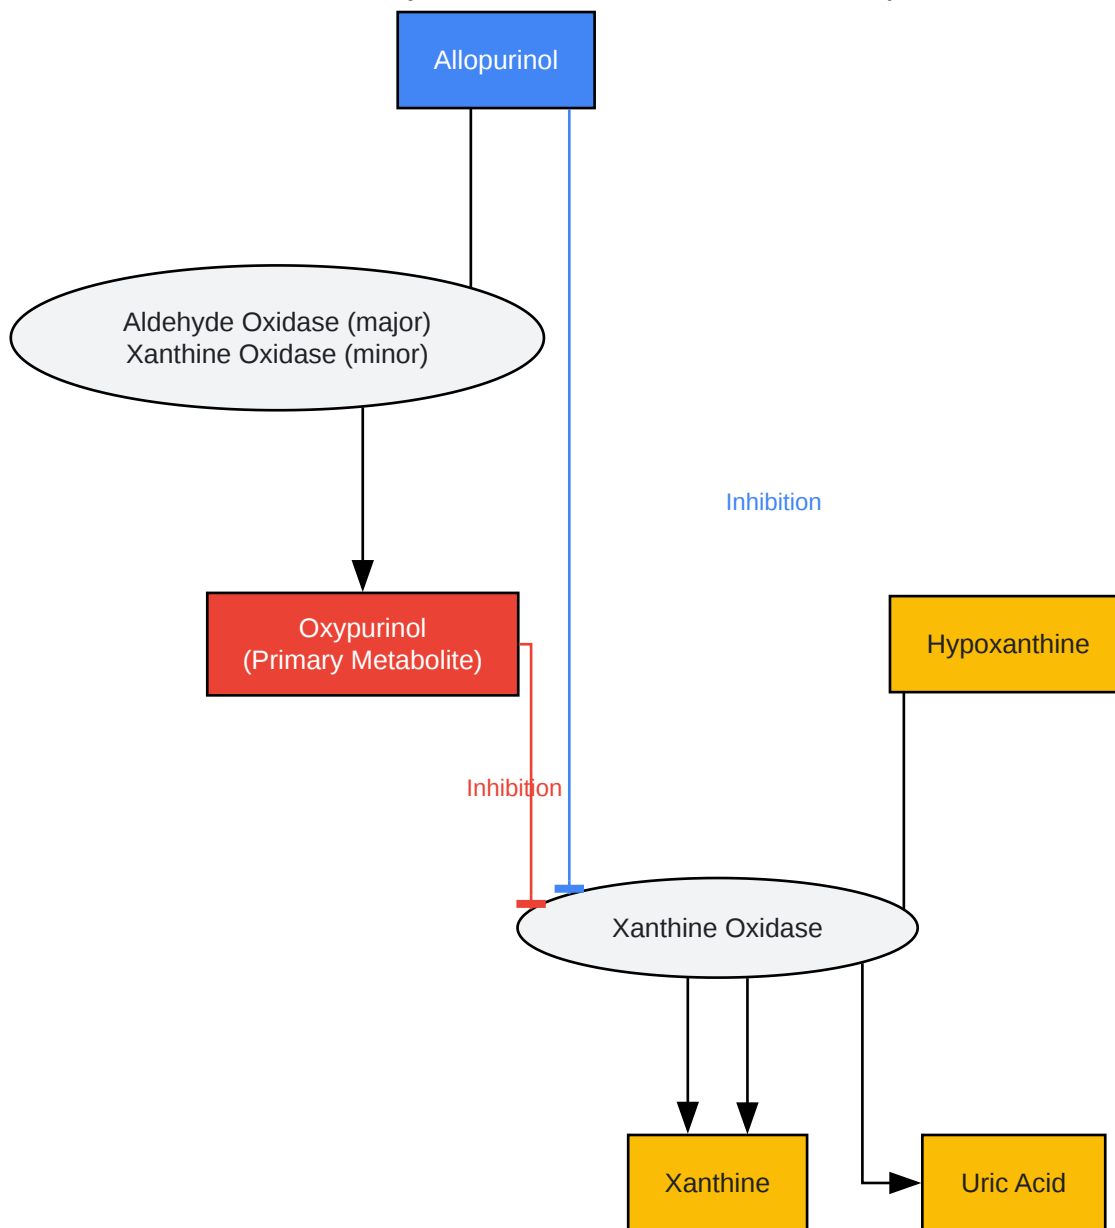 Allopurinol
Aldehyde Oxidase (major)
Xanthine Oxidase (minor)
Inhibition
Oxypurinol
(Primary Metabolite)
Hypoxanthine
Inhibition
Xanthine Oxidase
Xanthine
Uric Acid